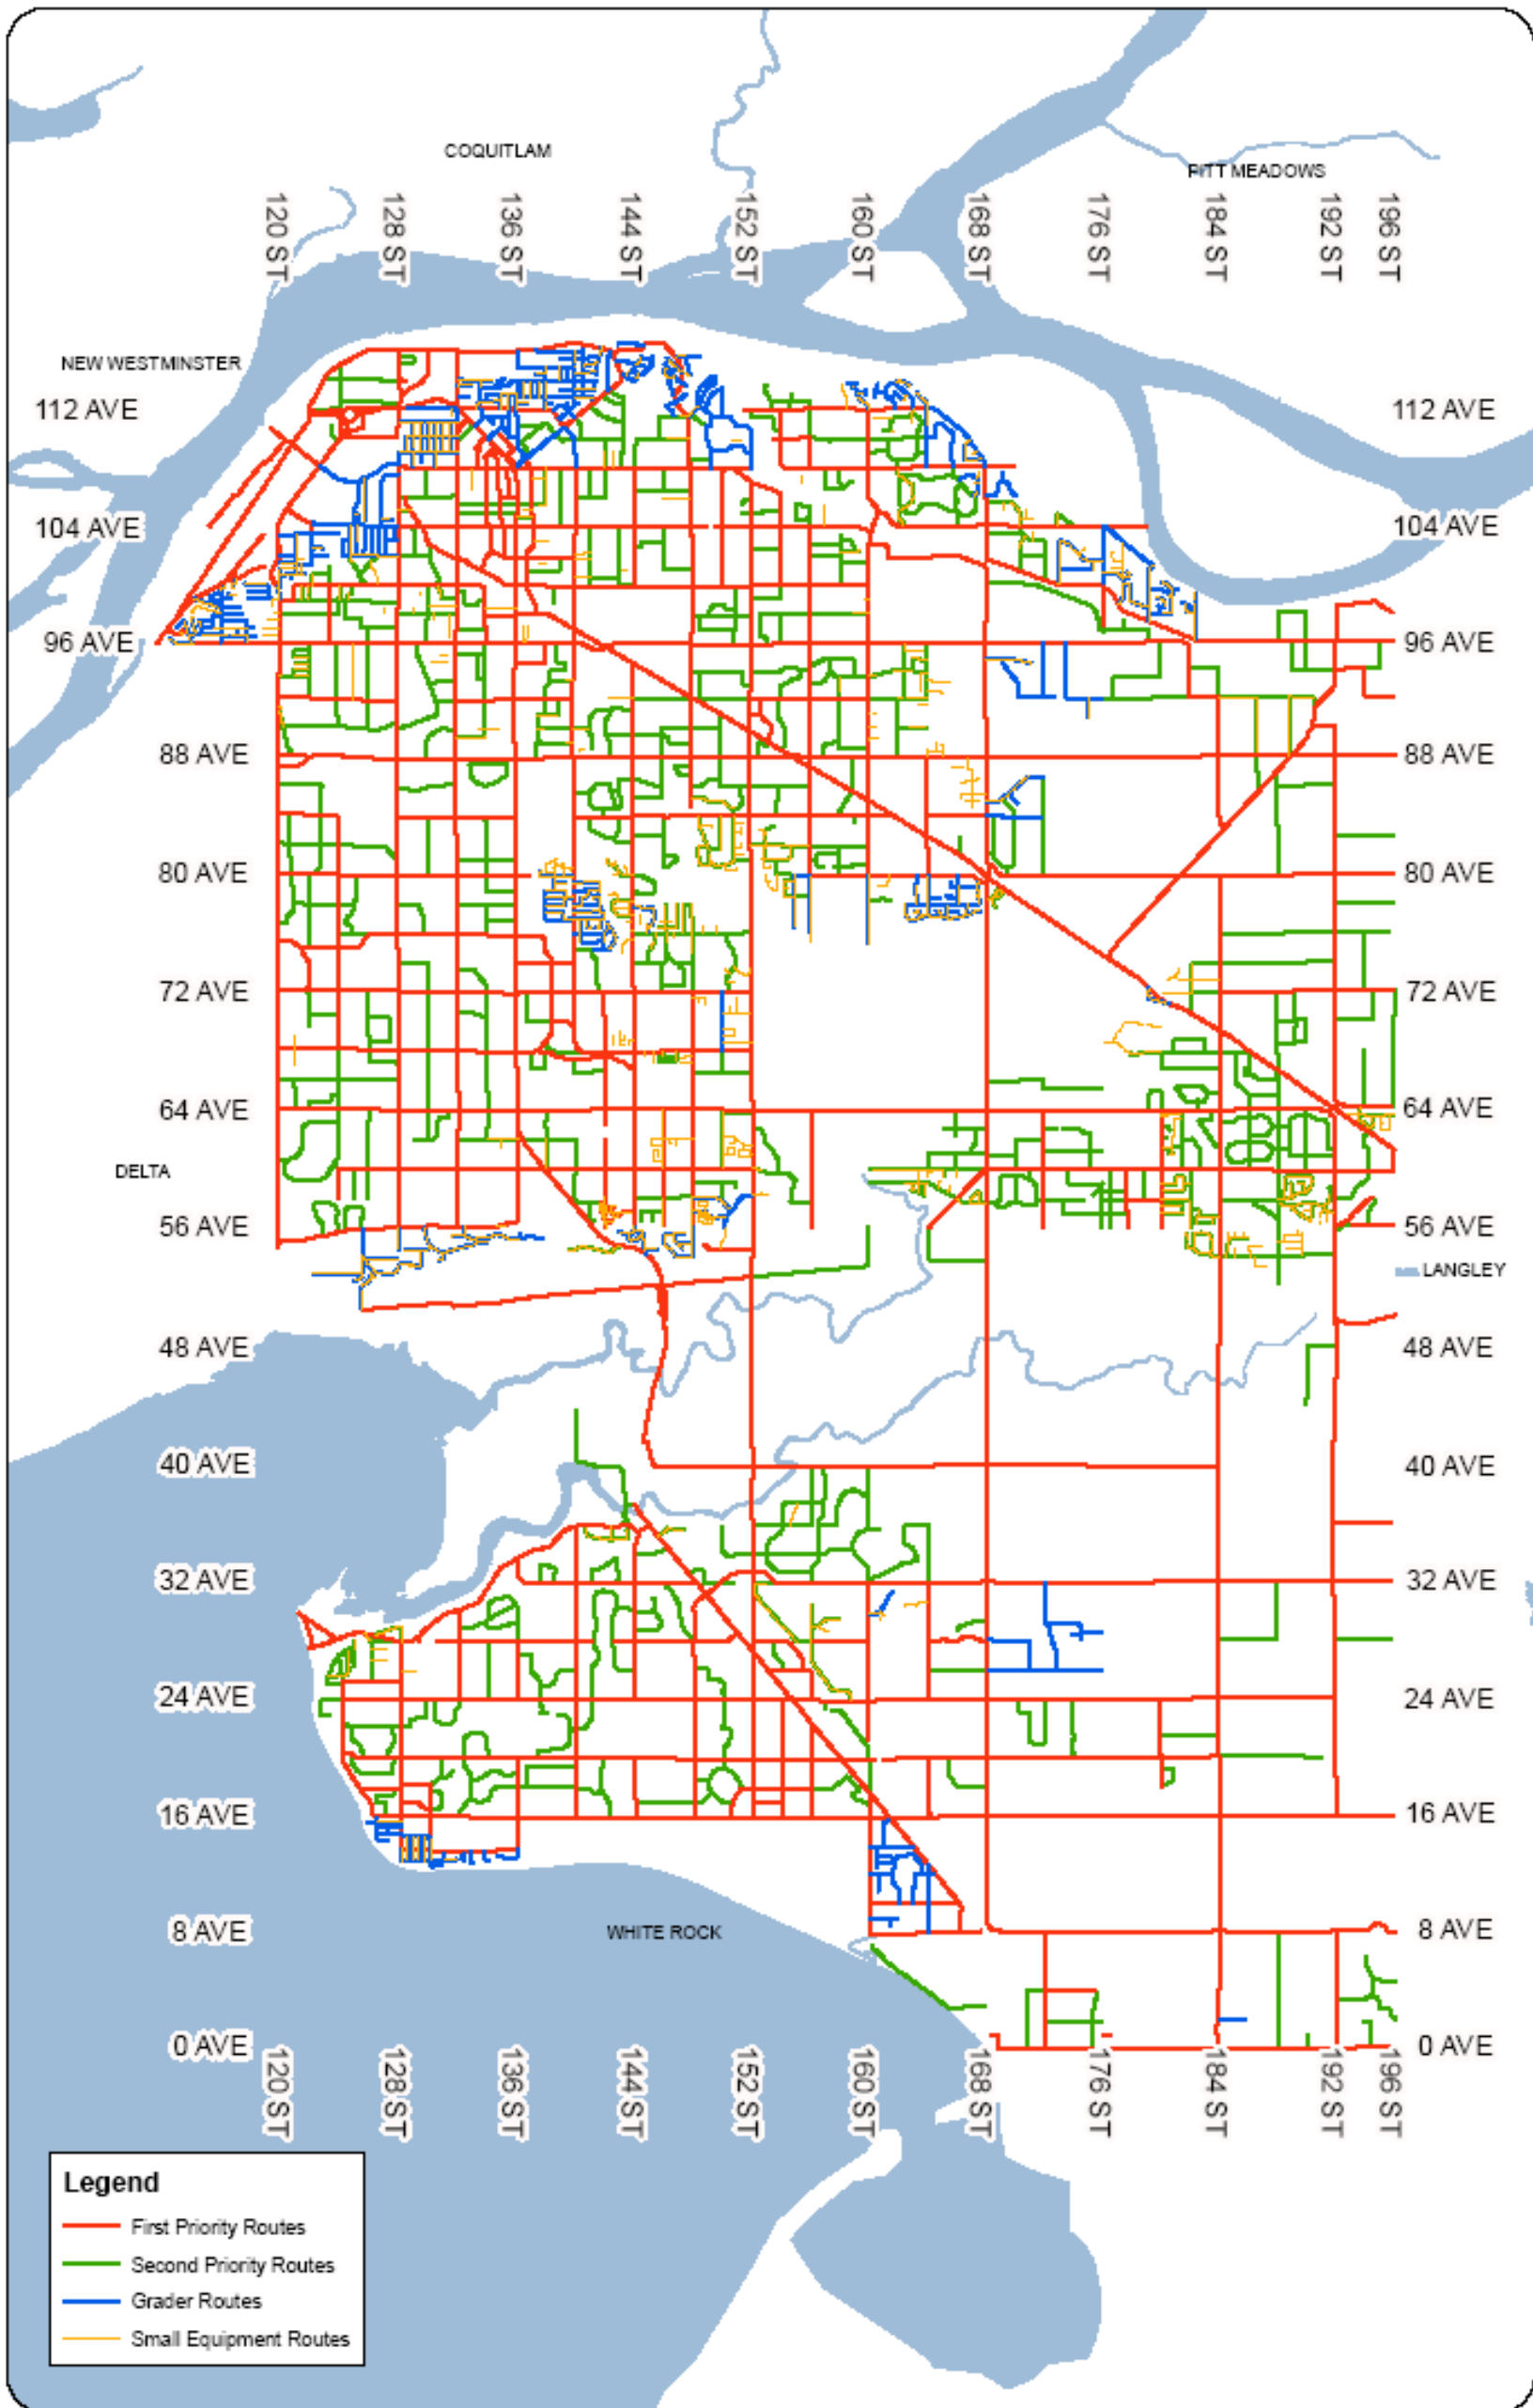 COQUITLAM
PITT MEADOWS
120 ST
128 ST
136 ST
144 ST
152 ST
160 ST
168 ST
176 ST
184 ST
192 ST
196 ST
NEW WESTMINSTER
112 AVE
112 AVE
104 AVE
104 AVE
96 AVE
96 AVE
88 AVE
88 AVE
80 AVE
80 AVE
72 AVE
72 AVE
64 AVE
64 AVE
DELTA
56 AVE
56 AVE
LANGLEY
48 AVE
48 AVE
40 AVE
40 AVE
32 AVE
32 AVE
24 AVE
24 AVE
16 AVE
16 AVE
8 AVE
WHITE ROCK
8 AVE
0 AVE
0 AVE
120 ST
128 ST
136 ST
144 ST
152 ST
160 ST
168 ST
176 ST
184 ST
192 ST
196 ST
Legend
First Priority Routes
Second Priority Routes
Grader Routes
Small Equipment Routes